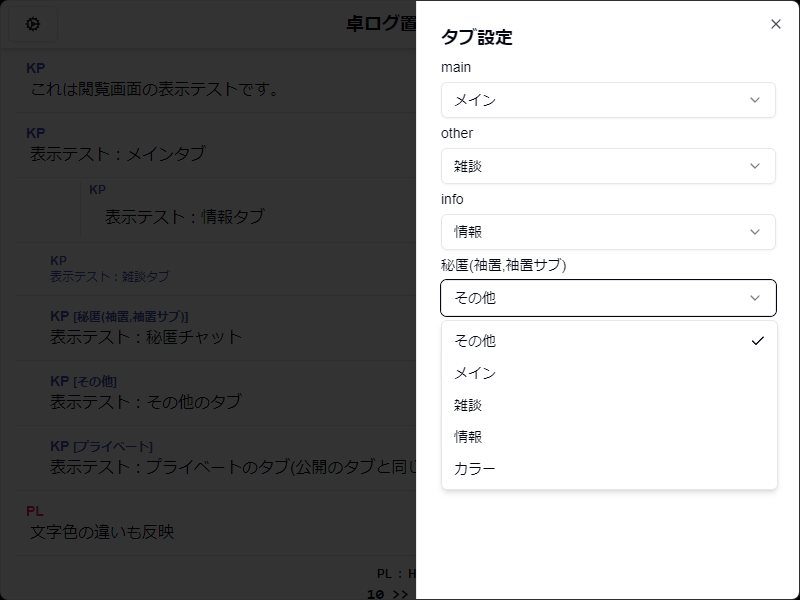 卓ログ置
KP
これは閲覧画面の表示テストです。
KP
表示テスト：メインタブ
KP
表示テスト：情報タブ
KP
表示テスト：雑談タブ
KP [秘匿(袖置,袖置サブ)]
表示テスト：秘匿チャット
KP [その他]
表示テスト：その他のタブ
KP [プライベート]
表示テスト：プライベートのタブ(公開のタブと同じ
PL
文字色の違いも反映
PL : H
10 >>
タブ設定
main
メイン
other
雑談
info
情報
秘匿(袖置,袖置サブ)
その他
その他
メイン
雑談
情報
カラー